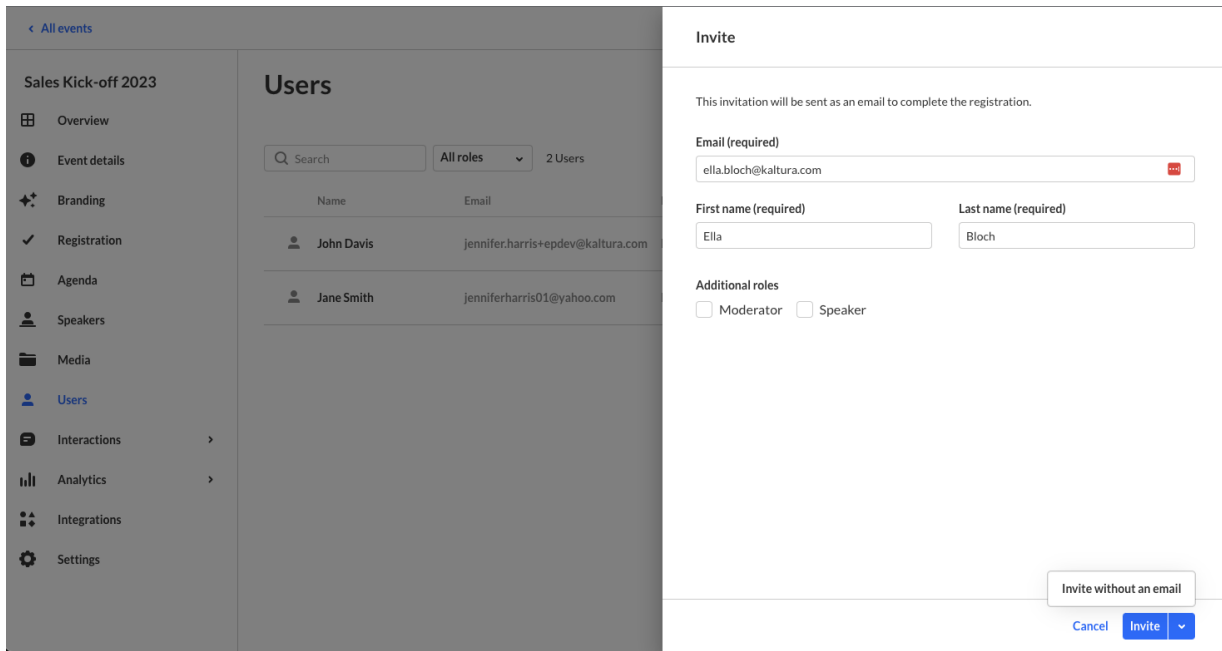 All events
Sales Kick-off 2023
Overview
Event details
Branding
Registration
Agenda
Speakers
Media
Users
Interactions
Analytics
Integrations
Settings
Users
Search
All roles
2 Users
Name Email
John Davis jennifer.harris+epdev@kaltura.com
Jane Smith jenniferharris01@yahoo.com
Invite
This invitation will be sent as an email to complete the registration.
Email (required)
ella.bloch@kaltura.com
First name (required) Last name (required)
Ella Bloch
Additional roles
Moderator Speaker
Invite without an email
Cancel Invite